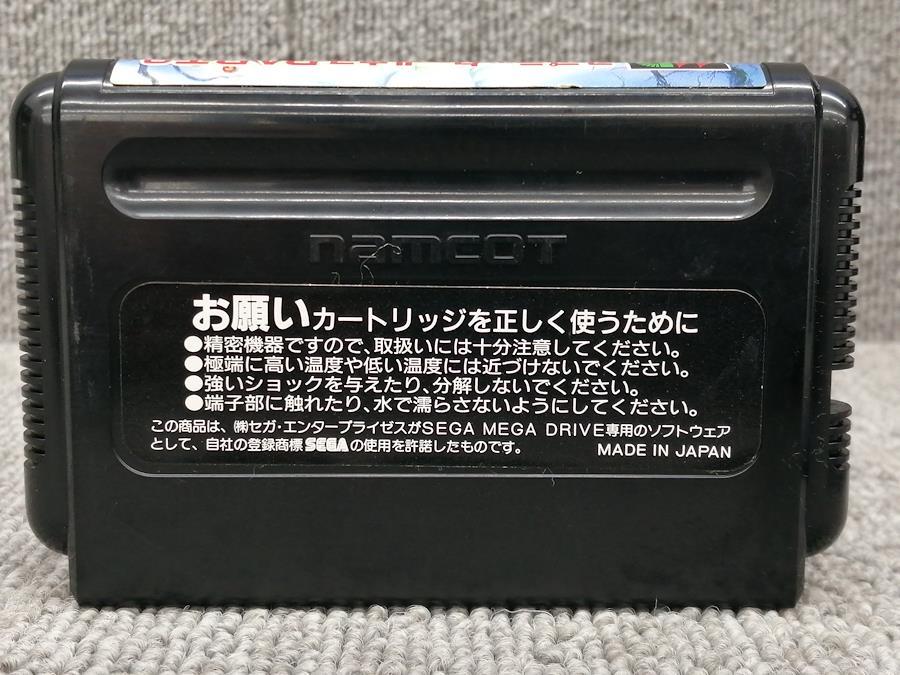 namcot
お願いカートリッジを正しく使うために
●精密機器ですので、取扱いには十分注意してください。
●極端に高い温度や低い温度には近づけないでください。
●強いショックを与えたり、分解しないでください。
●端子部に触れたり、水で濡らさないようにしてください。
この商品は、㈱セガ・エンタープライゼスがSEGA MEGA DRIVE専用のソフトウェア
として、自社の登録商標SEGAの使用を許諾したものです。
MADE IN JAPAN